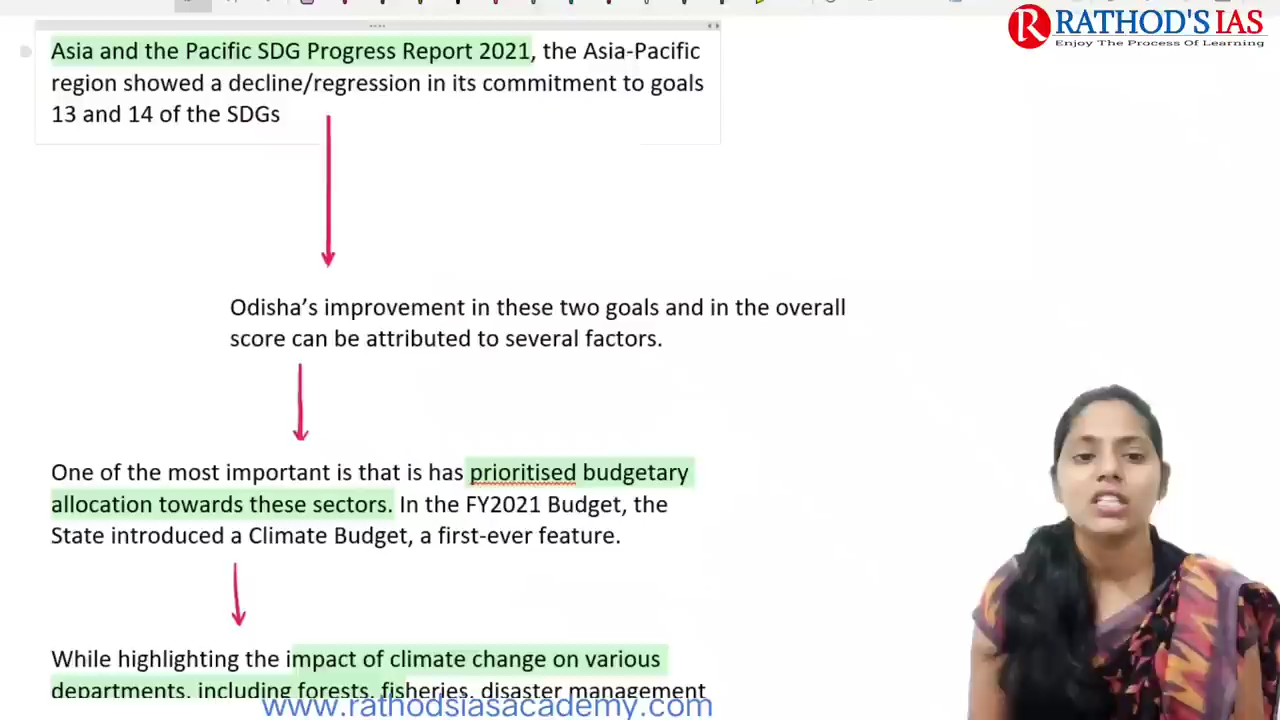 RATHOD'S IAS
Enjoy The Process Of Learning
Asia and the Pacific SDG Progress Report 2021, the Asia-Pacific
region showed a decline/regression in its commitment to goals
13 and 14 of the SDGs
Odisha's improvement in these two goals and in the overall
score can be attributed to several factors.
One of the most important is that is has prioritised budgetary
allocation towards these sectors. In the FY2021 Budget, the
State introduced a Climate Budget, a first-ever feature.
While highlighting the impact of climate change on various
departments, including forests, fisheries, disaster management
www.rathodsiasacademy.com